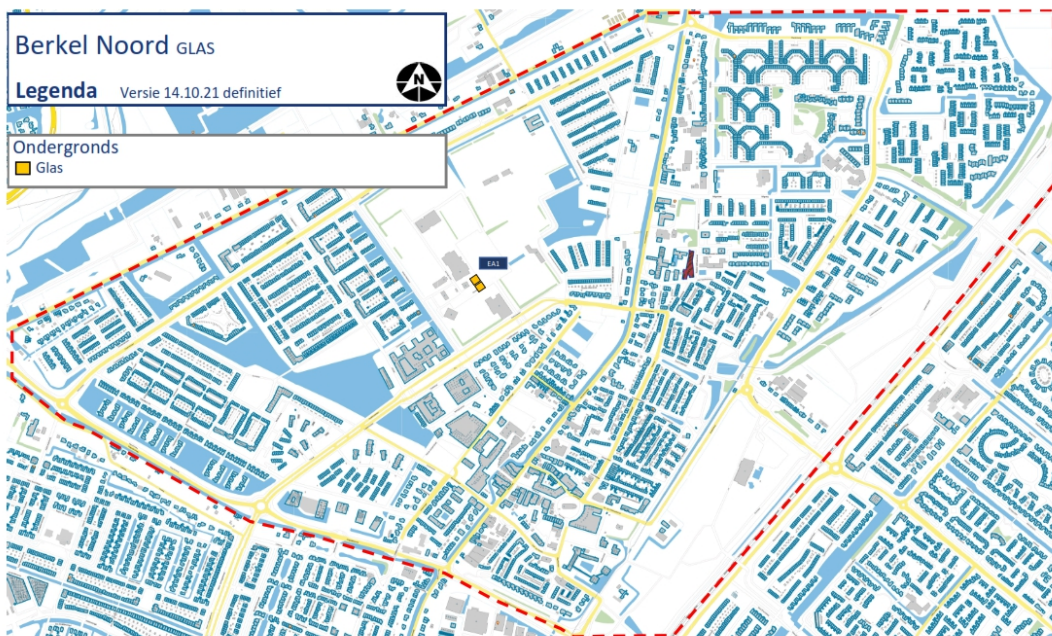 Berkel Noord GLAS
Legenda Versie 14.10.21 definitief
N
Ondergronds
Glas
EA1